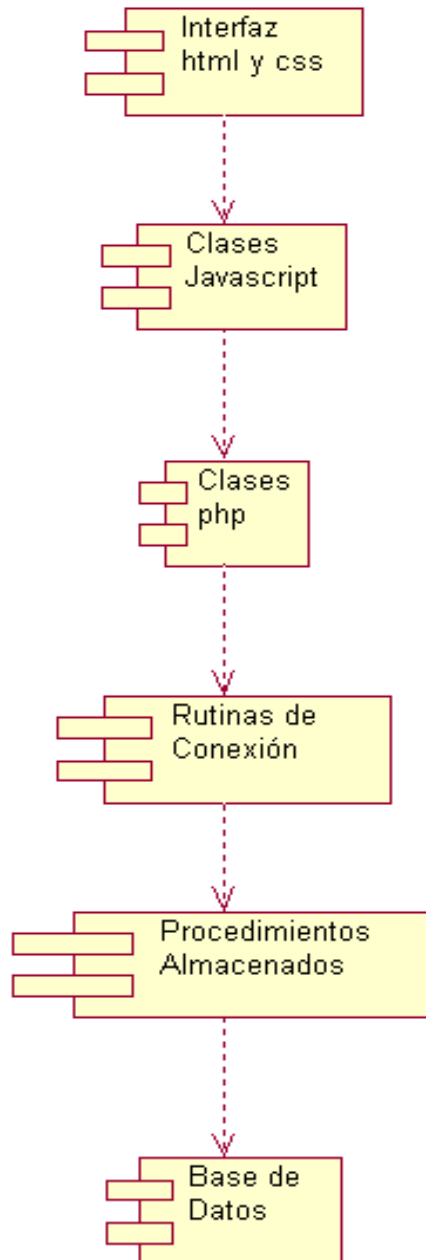 Interfaz
html y css
Clases
Javascript
Clases
php
Rutinas de
Conexión
Procedimientos
Almacenados
Base de
Datos